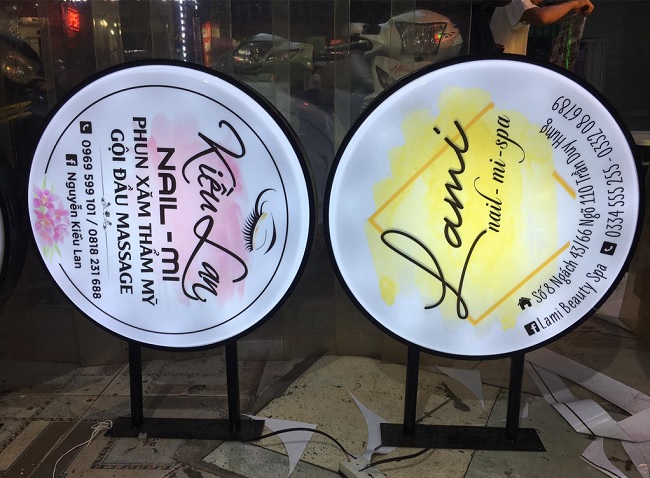 Kiều Lan
NAIL - MI
PHUN XĂM THẨM MỸ
GỘI ĐẦU MASSAGE
0969 599 101 / 0818 231 688
Nguyễn Kiều Lan
Lami
nail - mi - spa
Số 8 Ngách 43/66 Ngõ 110 Trần Duy Hưng
0354 555 255 - 0332 08 6789
Lami Beauty Spa